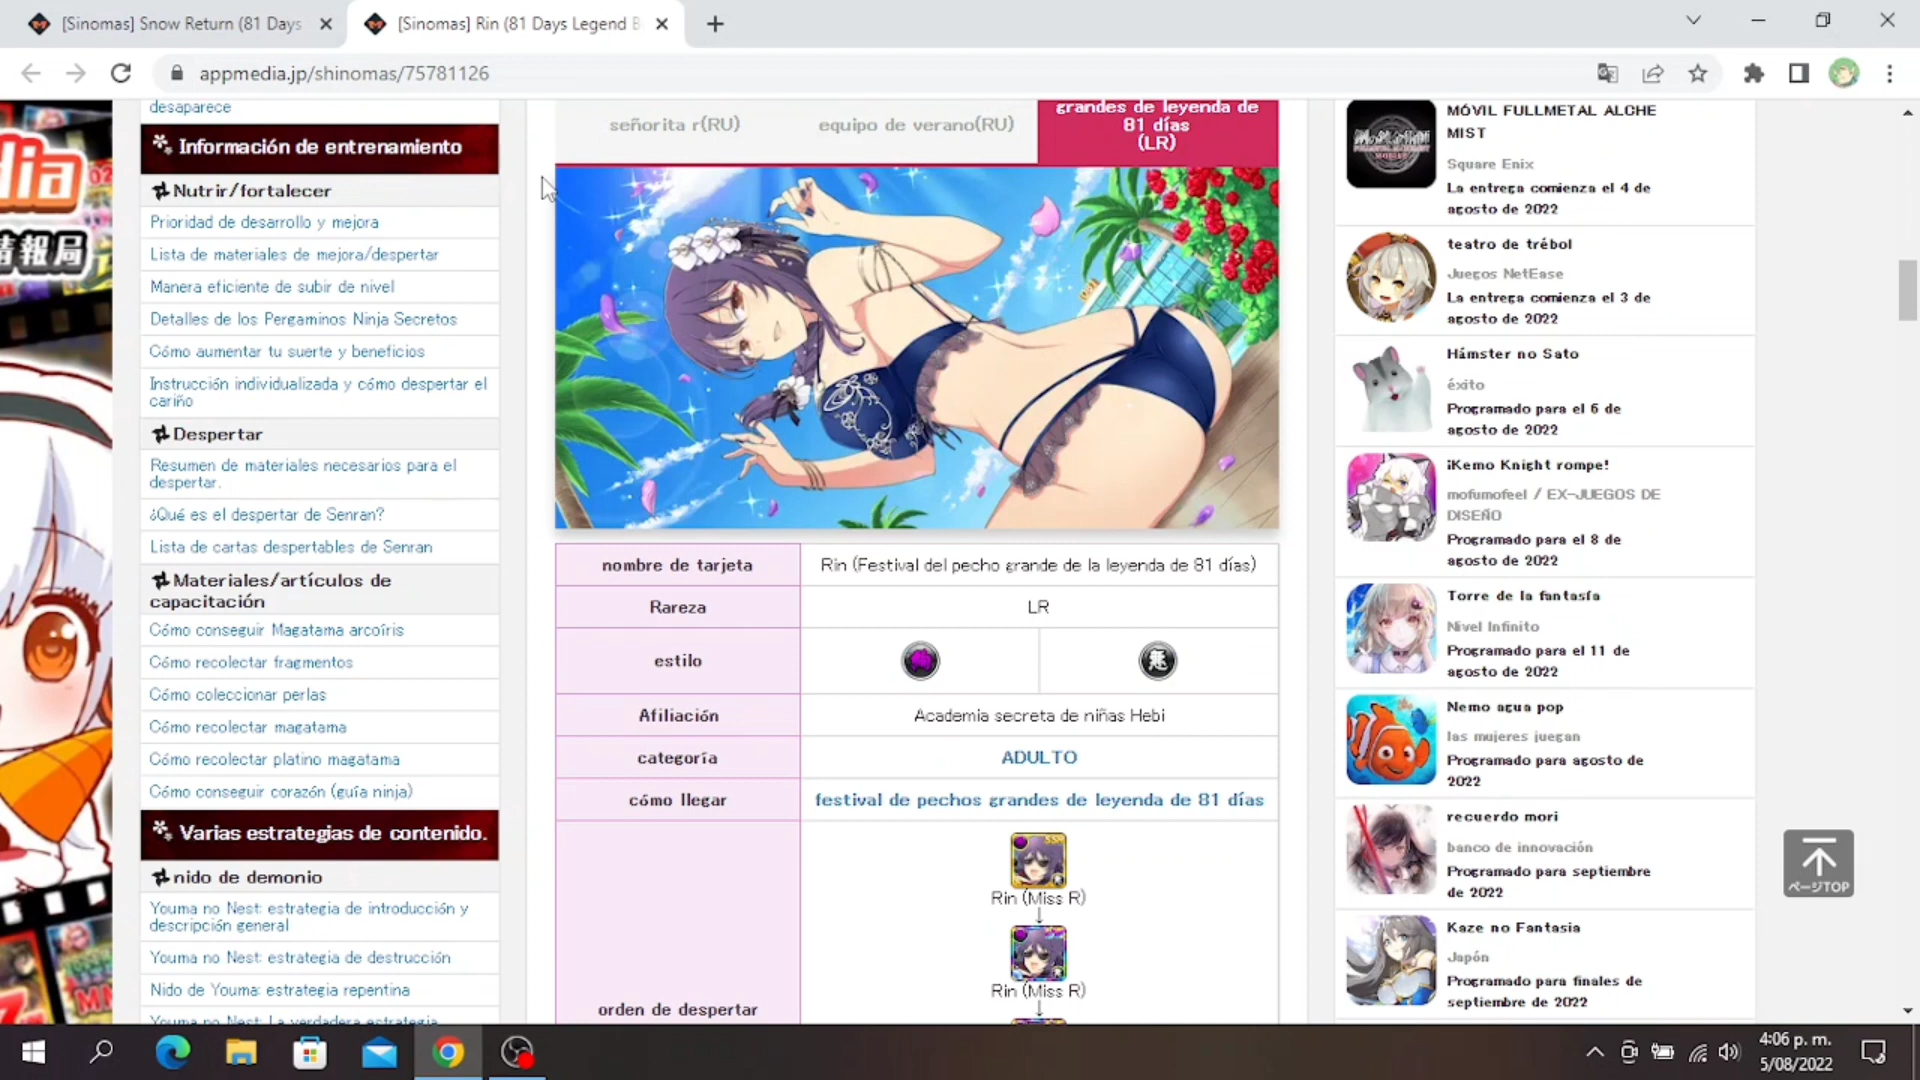 [Sinomas] Snow Return (81 Days
[Sinomas] Rin (81 Days Legend B
appmedia.jp/shinomas/75781126
dia
情報局
desaparece
Información de entrenamiento
Nutrir/fortalecer
Prioridad de desarrollo y mejora
Lista de materiales de mejora/despertar
Manera eficiente de subir de nivel
Detalles de los Pergaminos Ninja Secretos
Cómo aumentar tu suerte y beneficios
Instrucción individualizada y cómo despertar el
cariño
Despertar
Resumen de materiales necesarios para el
despertar.
¿Qué es el despertar de Senran?
Lista de cartas despertables de Senran
Materiales/artículos de
capacitación
Cómo conseguir Magatama arcoíris
Cómo recolectar fragmentos
Cómo coleccionar perlas
Cómo recolectar magatama
Cómo recolectar platino magatama
Cómo conseguir corazón (guía ninja)
Varias estrategias de contenido.
nido de demonio
Youma no Nest: estrategia de introducción y
descripción general
Youma no Nest: estrategia de destrucción
Nido de Youma: estrategia repentina
Youma no Nest: La verdadera estrategia
señorita r(RU)
equipo de verano(RU)
grandes de leyenda de
81 días
(LR)
nombre de tarjeta
Rin (Festival del pecho grande de la leyenda de 81 días)
Rareza
LR
estilo
Afiliación
Academia secreta de niñas Hebi
categoría
ADULTO
cómo llegar
festival de pechos grandes de leyenda de 81 días
orden de despertar
Rin (Miss R)
↓
Rin (Miss R)
↓
MÓVIL FULLMETAL ALCHE
MIST
Square Enix
La entrega comienza el 4 de
agosto de 2022
teatro de trébol
Juegos NetEase
La entrega comienza el 3 de
agosto de 2022
Hámster no Sato
éxito
Programado para el 6 de
agosto de 2022
¡Kemo Knight rompe!
mofumofeel / EX-JUEGOS DE
DISEÑO
Programado para el 8 de
agosto de 2022
Torre de la fantasía
Nivel Infinito
Programado para el 11 de
agosto de 2022
Nemo agua pop
las mujeres juegan
Programado para agosto de
2022
recuerdo mori
banco de innovación
Programado para septiembre
de 2022
Kaze no Fantasia
Japón
Programado para finales de
septiembre de 2022
ページTOP
4:06 p. m.
5/08/2022